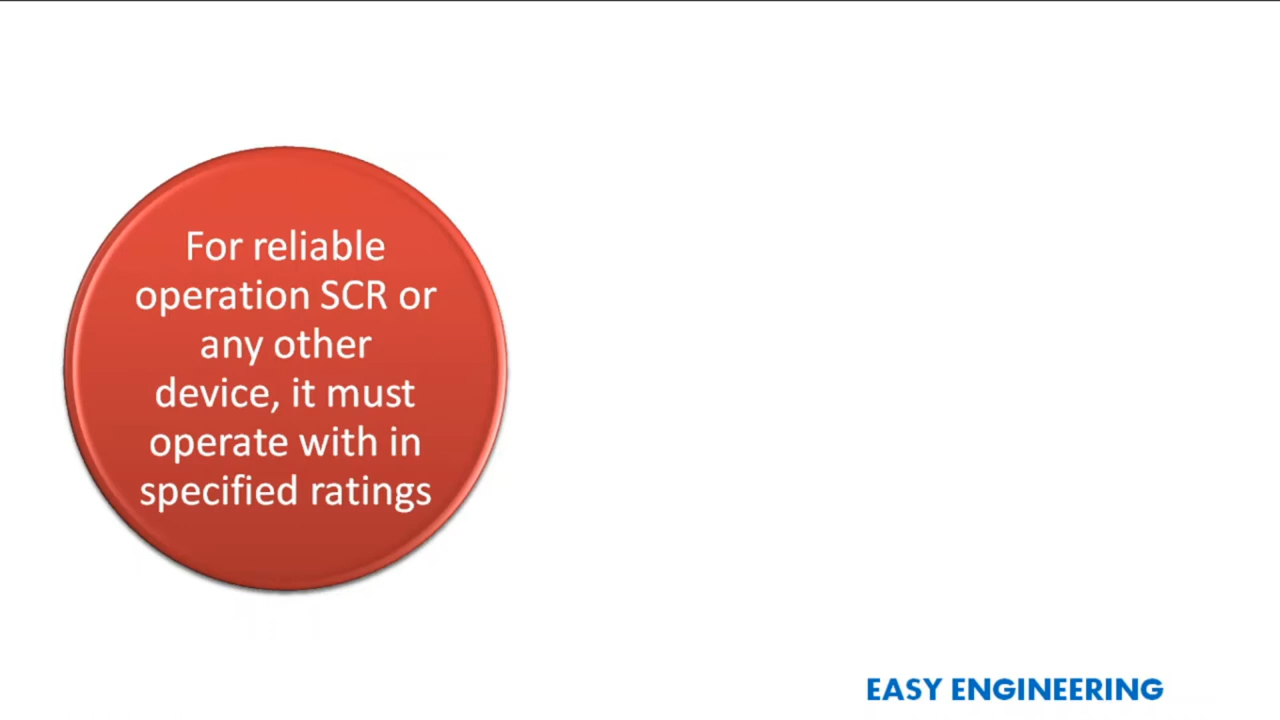 For reliable
operation SCR or
any other
device, it must
operate with in
specified ratings
EASY ENGINEERING